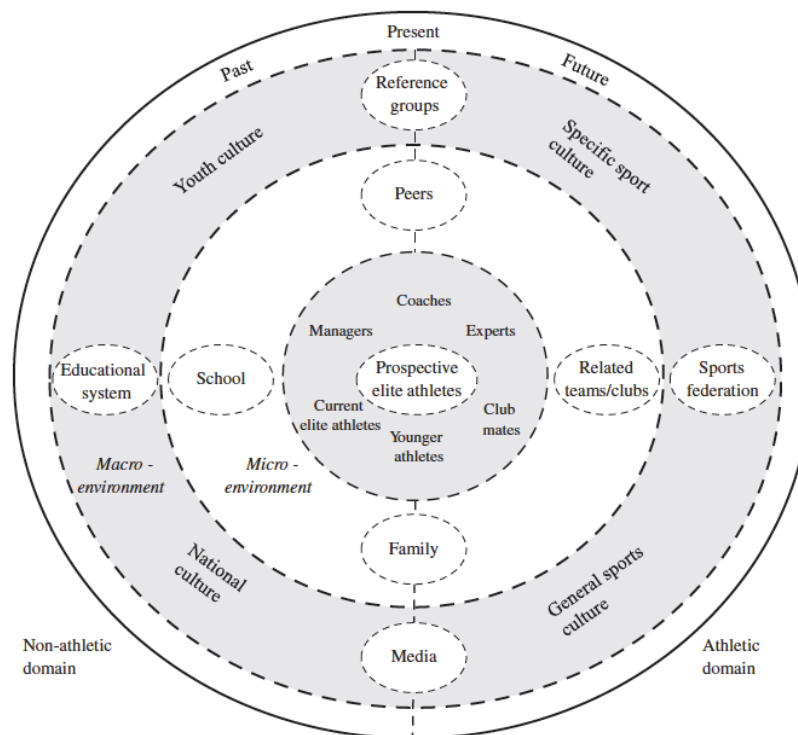 Present
Past
Future
Reference
groups
Youth culture
Specific sport
culture
Peers
Coaches
Managers
Experts
Educational
system
School
Prospective
elite athletes
Related
teams/clubs
Sports
federation
Current
elite athletes
Club
mates
Younger
athletes
Macro -
environment
Micro -
environment
Family
National
culture
General sports
culture
Non-athletic
domain
Media
Athletic
domain